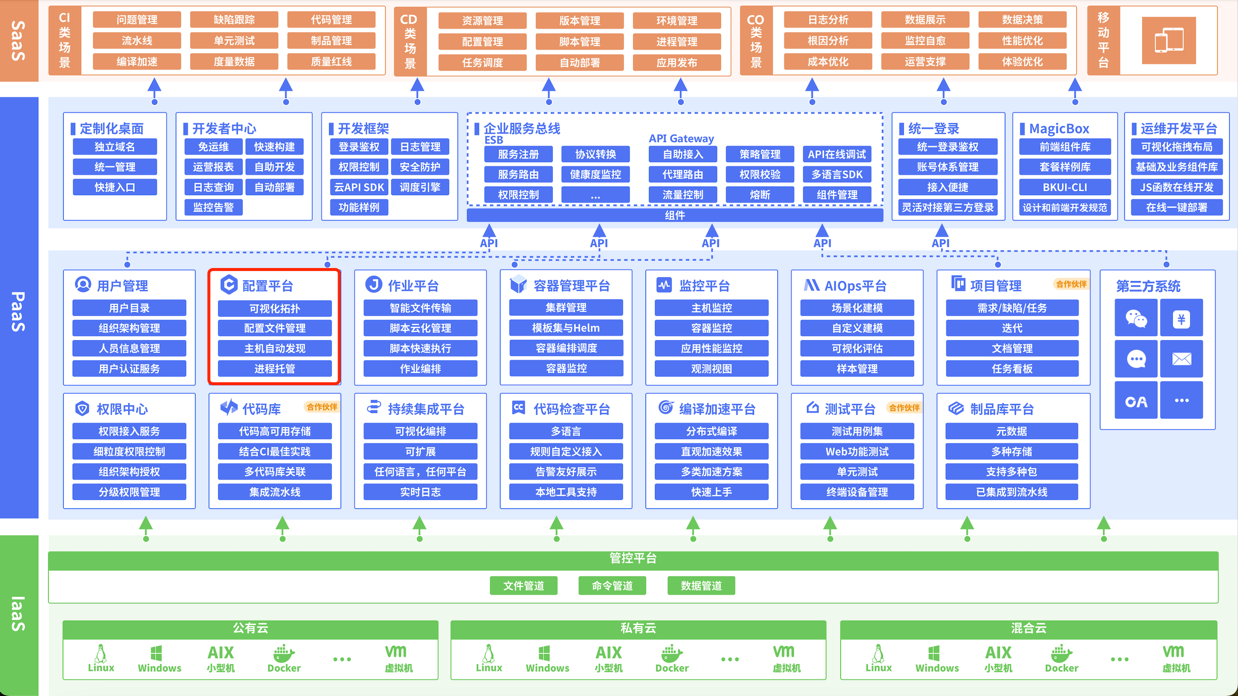 SaaS
CI类场景
问题管理
缺陷跟踪
代码管理
流水线
单元测试
制品管理
编译加速
度量数据
质量红线
CD类场景
资源管理
版本管理
环境管理
配置管理
脚本管理
进程管理
任务调度
自动部署
应用发布
CO类场景
日志分析
数据展示
数据决策
根因分析
监控自愈
性能优化
成本优化
运营支撑
体验优化
移动平台
PaaS
定制化桌面
独立域名
统一管理
快捷入口
开发者中心
免运维
快速构建
运营报表
自助开发
日志查询
自动部署
监控告警
开发框架
登录鉴权
日志管理
权限控制
安全防护
云API SDK
调度引擎
功能样例
企业服务总线
ESB
服务注册
协议转换
服务路由
健康度监控
权限控制
...
API Gateway
自助接入
策略管理
API在线调试
代理路由
权限校验
多语言SDK
流量控制
熔断
组件管理
组件
统一登录
统一登录鉴权
账号体系管理
接入便捷
灵活对接第三方登录
MagicBox
前端组件库
套餐样例库
BKUI-CLI
设计和前端开发规范
运维开发平台
可视化拖拽布局
基础及业务组件库
JS函数在线开发
在线一键部署
API
API
API
API
API
用户管理
用户目录
组织架构管理
人员信息管理
用户认证服务
配置平台
可视化拓扑
配置文件管理
主机自动发现
进程托管
作业平台
智能文件传输
脚本云化管理
脚本快速执行
作业编排
容器管理平台
集群管理
模板集与Helm
容器编排调度
容器监控
监控平台
主机监控
容器监控
应用性能监控
观测视图
AIOps平台
场景化建模
自定义建模
可视化评估
样本管理
项目管理
合作伙伴
需求/缺陷/任务
迭代
文档管理
任务看板
第三方系统
¥
OA
...
权限中心
权限接入服务
细粒度权限控制
组织架构授权
分级权限管理
代码库
合作伙伴
代码高可用存储
结合CI最佳实践
多代码库关联
集成流水线
持续集成平台
可视化编排
可扩展
任何语言，任何平台
实时日志
代码检查平台
多语言
规则自定义接入
告警友好展示
本地工具支持
编译加速平台
分布式编译
直观加速效果
多类加速方案
快速上手
测试平台
合作伙伴
测试用例集
Web功能测试
单元测试
终端设备管理
制品库平台
元数据
多种存储
支持多种包
已集成到流水线
IaaS
管控平台
文件管道
命令管道
数据管道
公有云
Linux
Windows
AIX
小型机
Docker
...
vm
虚拟机
私有云
Linux
Windows
AIX
小型机
Docker
...
vm
虚拟机
混合云
Linux
Windows
AIX
小型机
Docker
...
vm
虚拟机